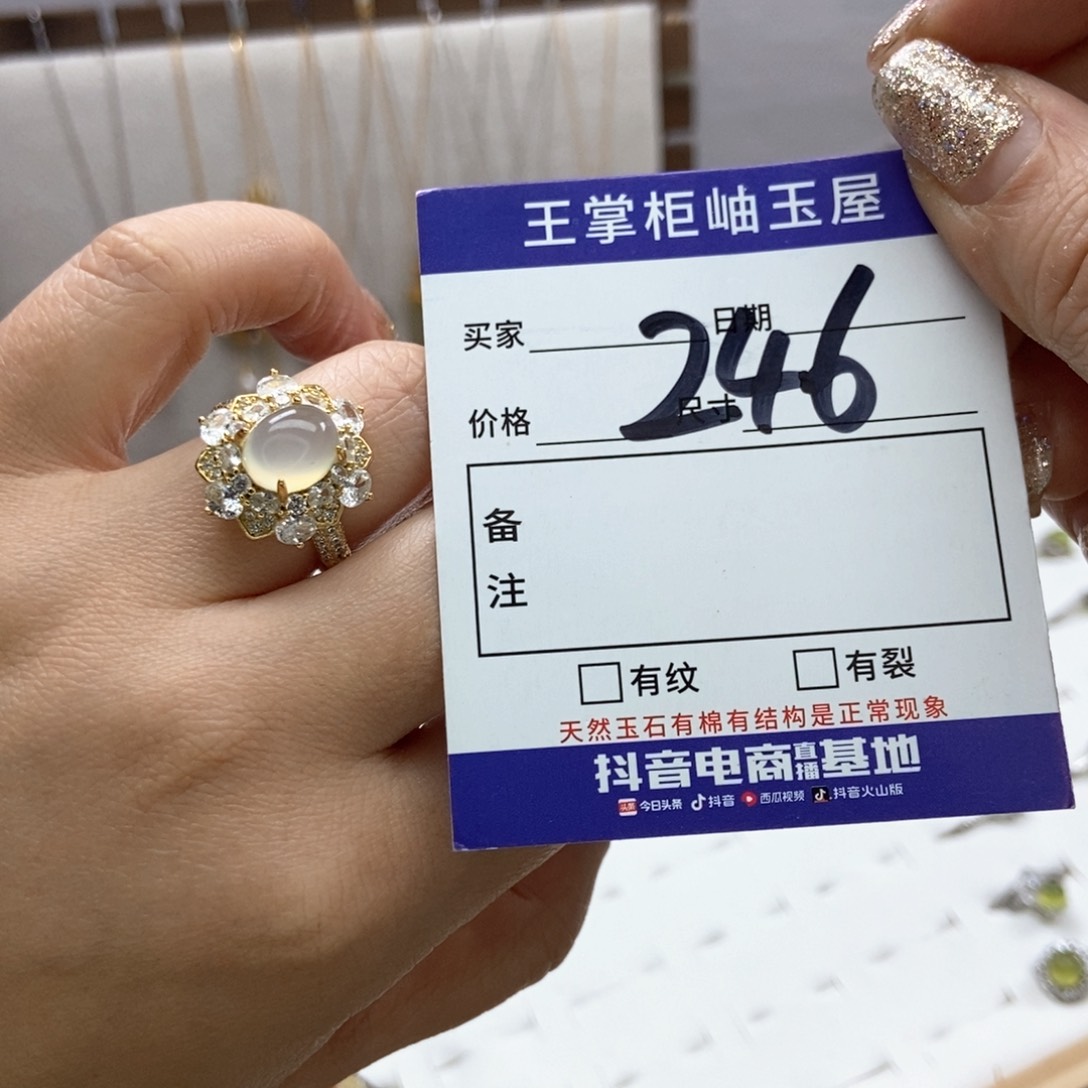 王掌柜岫玉屋
买家 日期
246
价格 尺寸
备
注
有纹 有裂
天然玉石有棉有结构是正常现象
抖音电商直播基地
头条 今日头条 抖音 西瓜视频 抖音火山版